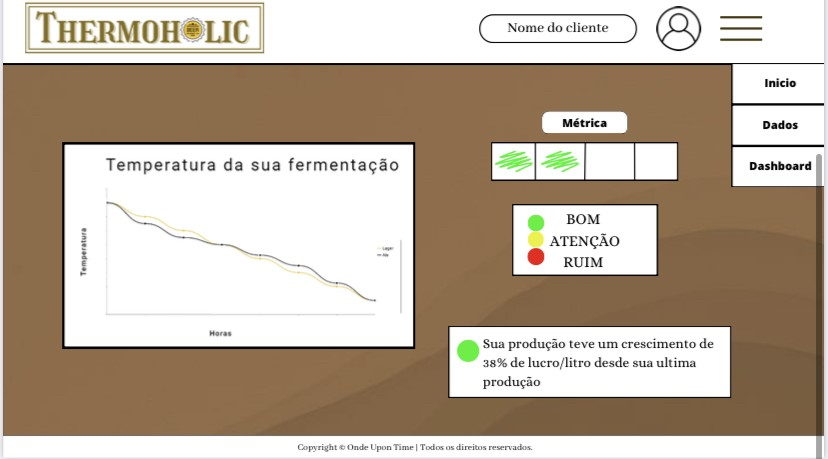 THERMOHOLIC
BEER
Nome do cliente
Inicio
Dados
Dashboard
Métrica
Temperatura da sua fermentação
Temperatura
Lager
Ale
Horas
BOM
ATENÇÃO
RUIM
Sua produção teve um crescimento de
38% de lucro/litro desde sua ultima
produção
Copyright © Onde Upon Time | Todos os direitos reservados.